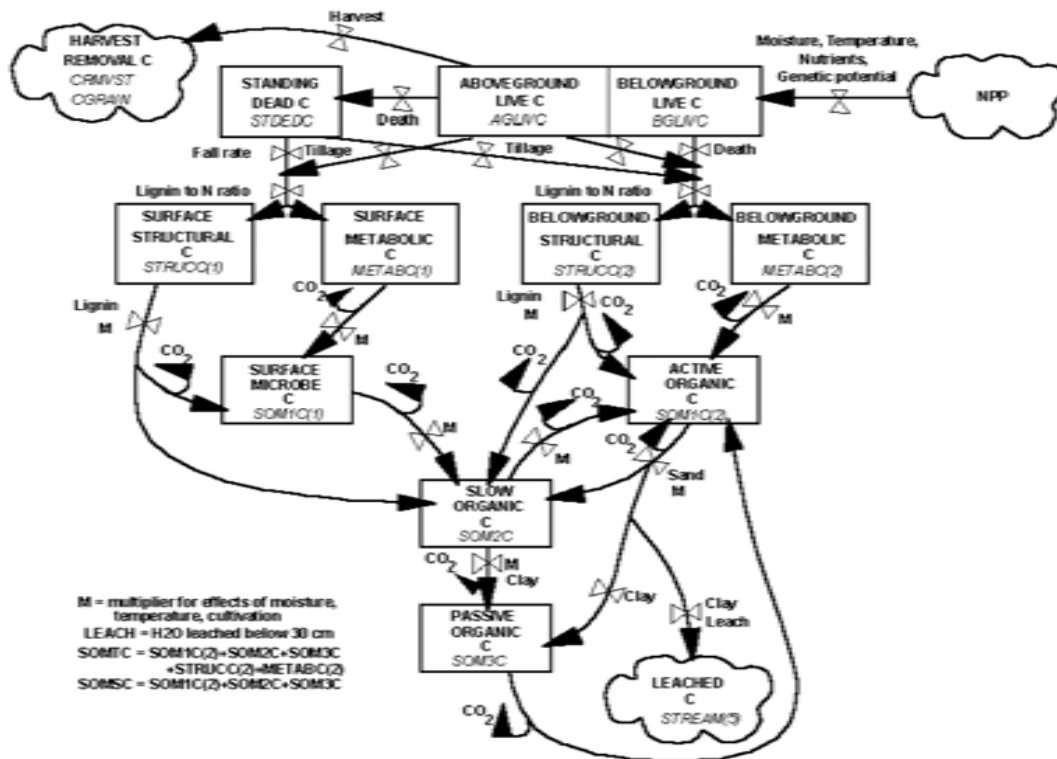 Harvest
HARVEST
REMOVAL C
CRMVST
CGRAIN
STANDING
DEAD C
STDEDC
ABOVEGROUND
LIVE C
AGLIVC
BELOWGROUND
LIVE C
BGLIVC
Moisture, Temperature,
Nutrients,
Genetic potential
NPP
Death
Fall rate
Tillage
Tillage
Death
Lignin to N ratio
Lignin to N ratio
SURFACE
STRUCTURAL
C
STRUCC(1)
SURFACE
METABOLIC
C
METABC(1)
BELOWGROUND
STRUCTURAL
C
STRUCC(2)
BELOWGROUND
METABOLIC
C
METABC(2)
Lignin
M
CO2
M
Lignin
M
CO2
CO2
M
CO2
SURFACE
MICROBE
C
SOM1C(1)
CO2
M
CO2
CO2
M
ACTIVE
ORGANIC
C
SOM1C(2)
CO2
Sand
M
SLOW
ORGANIC
C
SOM2C
CO2
M
Clay
PASSIVE
ORGANIC
C
SOM3C
Clay
Clay
Leach
LEACHED
C
STREAM(5)
CO2
M = multiplier for effects of moisture,
temperature, cultivation
LEACH = H2O leached below 30 cm
SOMTC = SOM1C(2)+SOM2C+SOM3C
+STRUCC(2)+METABC(2)
SOMSC = SOM1C(2)+SOM2C+SOM3C